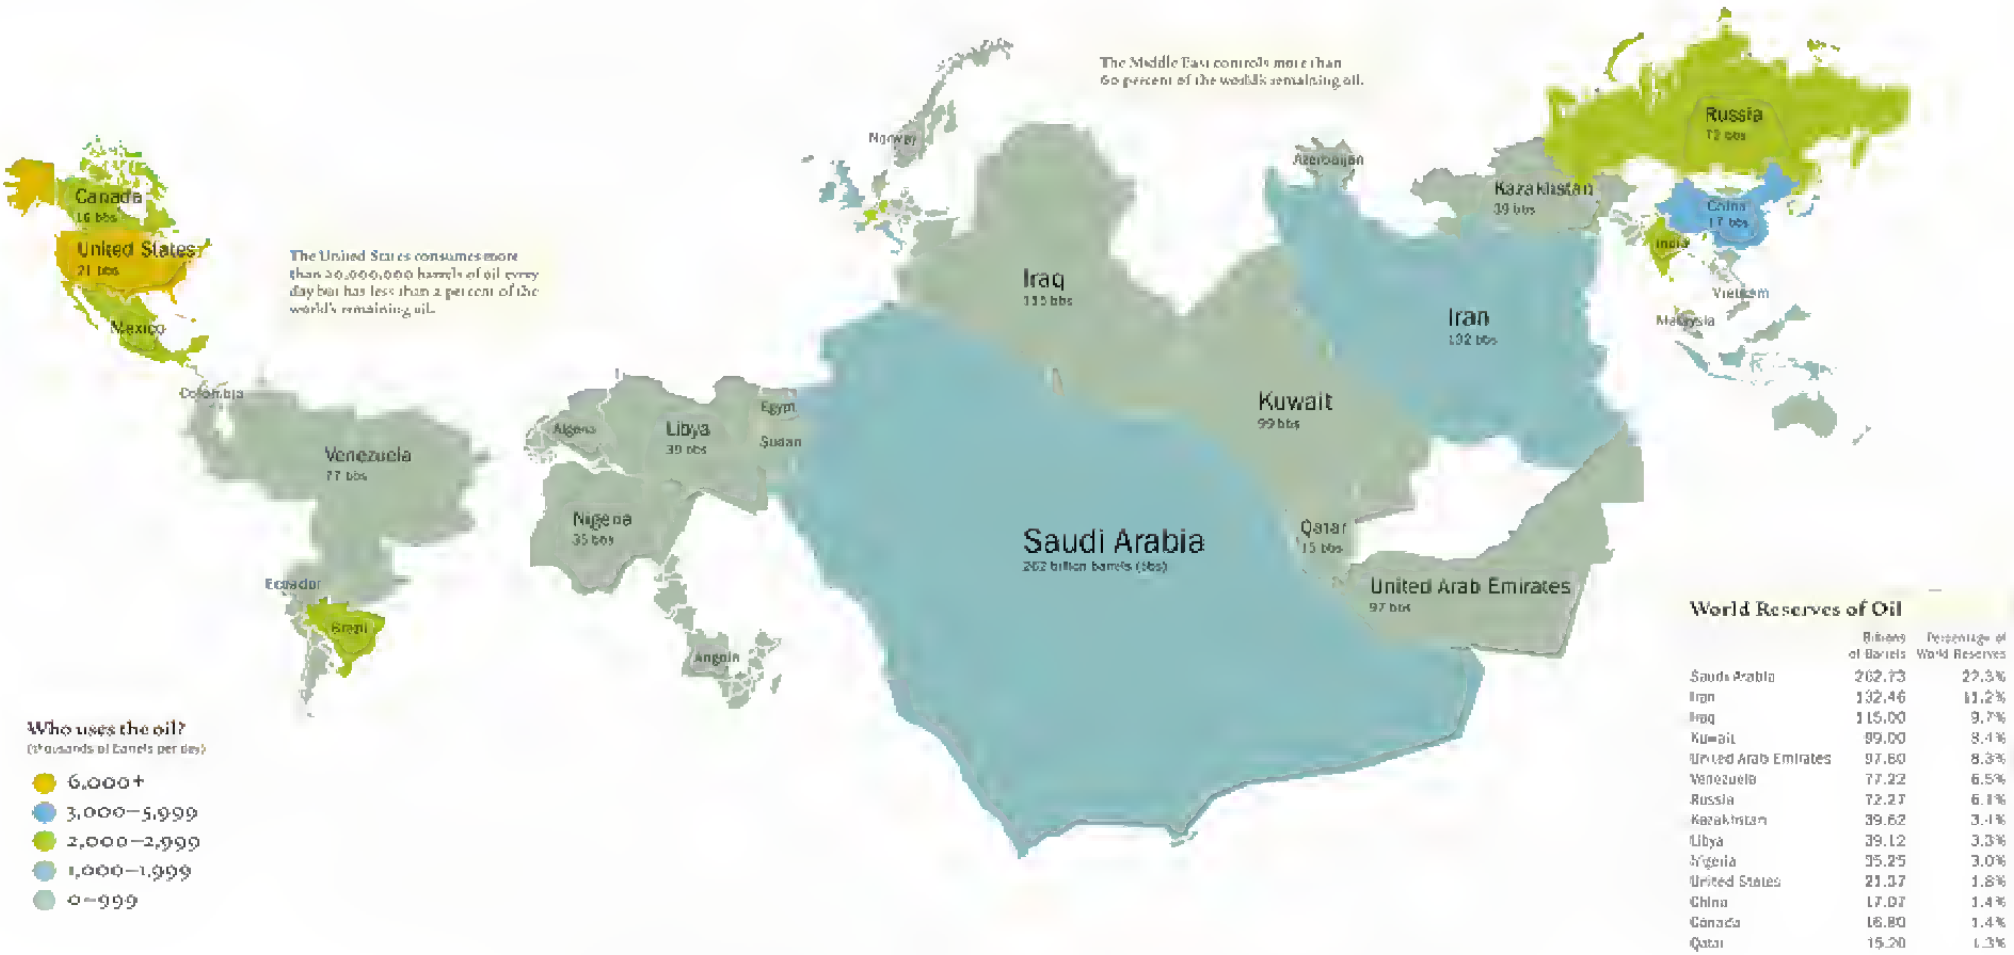 The Middle East controls more than
60 percent of the world's remaining oil.
Norway
Azerbaijan
Russia
72 bbs
Kazakhstan
39 bbs
China
17 bbs
India
Vietnam
Malaysia
Canada
16 bbs
United States
21 bbs
Mexico
The United States consumes more
than 20,000,000 barrels of oil every
day but has less than 2 percent of the
world's remaining oil.
Iraq
115 bbs
Iran
132 bbs
Kuwait
99 bbs
Colombia
Venezuela
77 bbs
Algeria
Libya
39 bbs
Egypt
Sudan
Nigeria
35 bbs
Saudi Arabia
262 billion barrels (bbs)
Qatar
15 bbs
United Arab Emirates
97 bbs
Ecuador
Brazil
Angola
Who uses the oil?
(thousands of barrels per day)
6,000+
3,000–5,999
2,000–2,999
1,000–1,999
0–999
World Reserves of Oil
Billions of Barrels
Percentage of World Reserves
Saudi Arabia 262.73 22.3%
Iran 132.46 11.2%
Iraq 115.00 9.7%
Kuwait 99.00 8.4%
United Arab Emirates 97.80 8.3%
Venezuela 77.22 6.5%
Russia 72.27 6.1%
Kazakhstan 39.62 3.4%
Libya 39.12 3.3%
Nigeria 35.25 3.0%
United States 21.37 1.8%
China 17.07 1.4%
Canada 16.80 1.4%
Qatar 15.20 1.3%